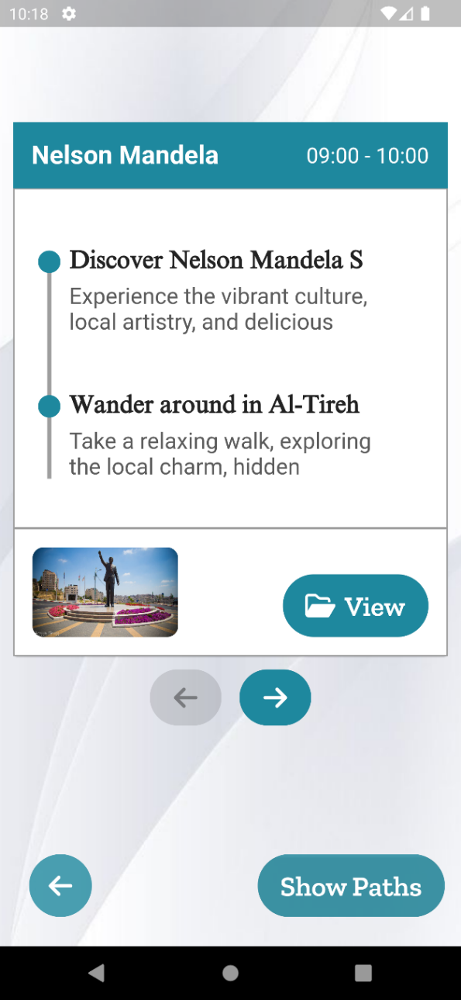 10:18
Nelson Mandela 09:00 - 10:00
Discover Nelson Mandela S
Experience the vibrant culture,
local artistry, and delicious
Wander around in Al-Tireh
Take a relaxing walk, exploring
the local charm, hidden
View
Show Paths